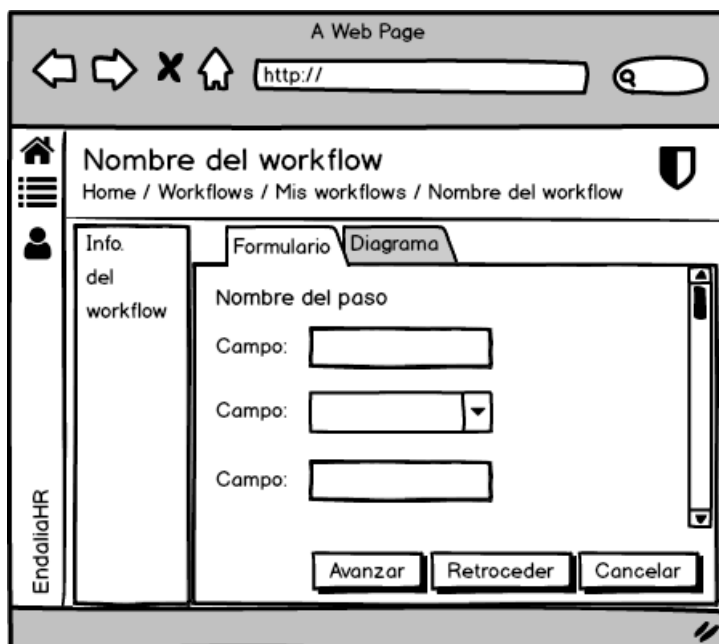 A Web Page
http://
Nombre del workflow
Home / Workflows / Mis workflows / Nombre del workflow
Info.
del
workflow
Formulario
Diagrama
Nombre del paso
Campo:
Campo:
Campo:
Avanzar
Retroceder
Cancelar
EndaliaHR